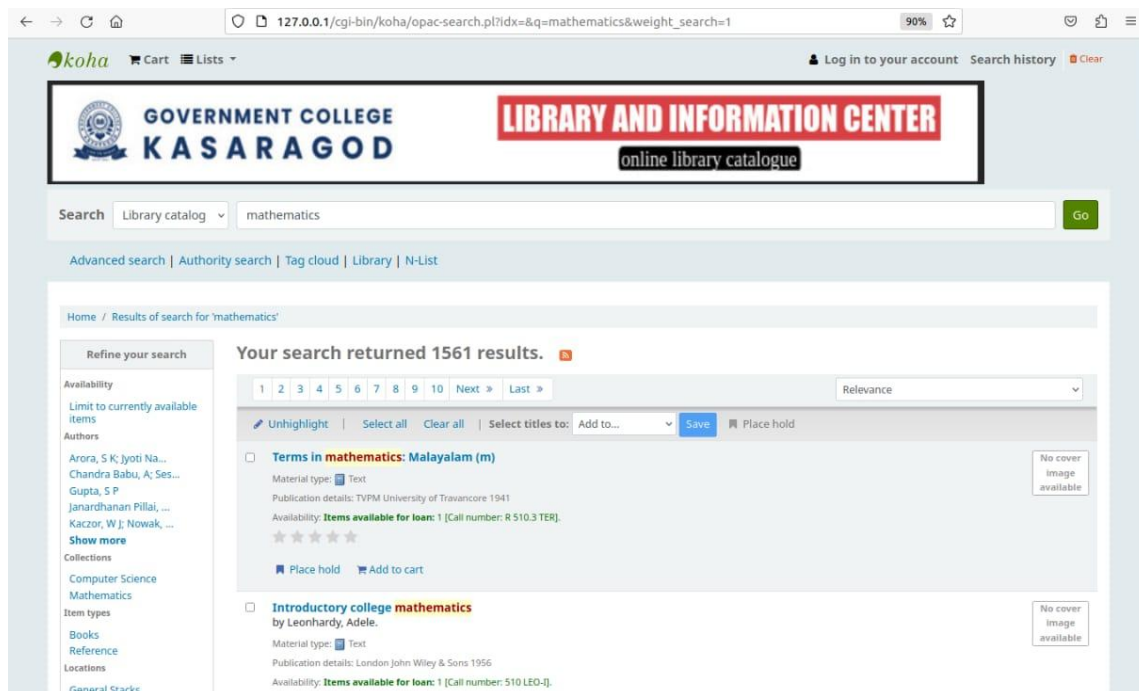 127.0.0.1/cgi-bin/koha/opac-search.pl?idx=&q=mathematics&weight_search=1 90%
koha Cart Lists Log in to your account Search history Clear
GOVERNMENT COLLEGE
KASARAGOD
LIBRARY AND INFORMATION CENTER
online library catalogue
Search Library catalog mathematics Go
Advanced search | Authority search | Tag cloud | Library | N-List
Home / Results of search for 'mathematics'
Refine your search
Availability
Limit to currently available
items
Authors
Arora, S K; Jyoti Na...
Chandra Babu, A; Ses...
Gupta, S P
Janardhanan Pillai, ...
Kaczor, W J; Nowak, ...
Show more
Collections
Computer Science
Mathematics
Item types
Books
Reference
Locations
General Stacks
Your search returned 1561 results.
1 2 3 4 5 6 7 8 9 10 Next » Last » Relevance
Unhighlight | Select all Clear all | Select titles to: Add to... Save Place hold
Terms in mathematics: Malayalam (m)
Material type: Text
Publication details: TVPM University of Travancore 1941
Availability: Items available for loan: 1 [Call number: R 510.3 TER].
Place hold Add to cart
No cover
image
available
Introductory college mathematics
by Leonhardy, Adele.
Material type: Text
Publication details: London John Wiley & Sons 1956
Availability: Items available for loan: 1 [Call number: 510 LEO-I].
No cover
image
available